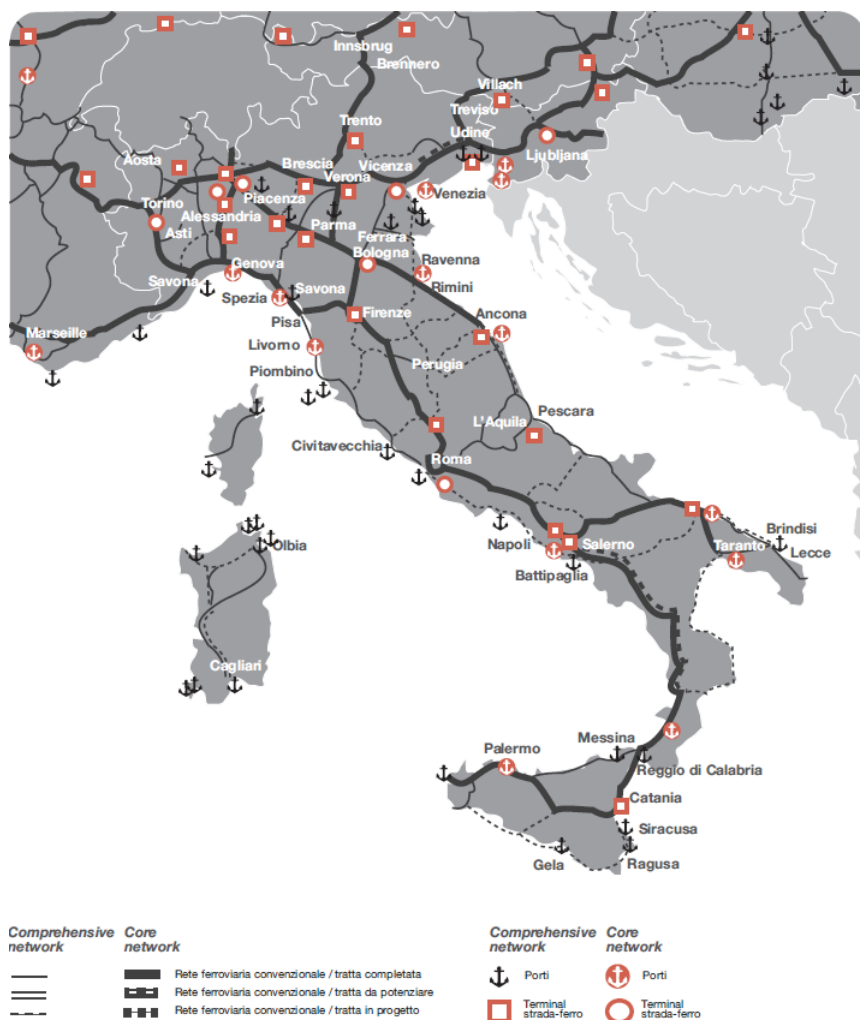 Innsbrug
Brennero
Villach
Treviso
Trento
Udine
Aosta
Brescia
Vicenza
Ljubljana
Verona
Torino
Piacenza
Venezia
Alessandria
Parma
Asti
Ferrara
Bologna
Genova
Ravenna
Savona
Savona
Rimini
Spezia
Firenze
Ancona
Pisa
Marseille
Livorno
Perugia
Piombino
Pescara
L'Aquila
Civitavecchia
Roma
Brindisi
Napoli
Salerno
Taranto
Lecce
Battipaglia
Olbia
Cagliari
Messina
Palermo
Reggio di Calabria
Catania
Siracusa
Gela
Ragusa
Comprehensive network
Core network
Rete ferroviaria convenzionale / tratta completata
Rete ferroviaria convenzionale / tratta da potenziare
Rete ferroviaria convenzionale / tratta in progetto
Comprehensive network
Core network
Porti
Porti
Terminal strada-ferro
Terminal strada-ferro